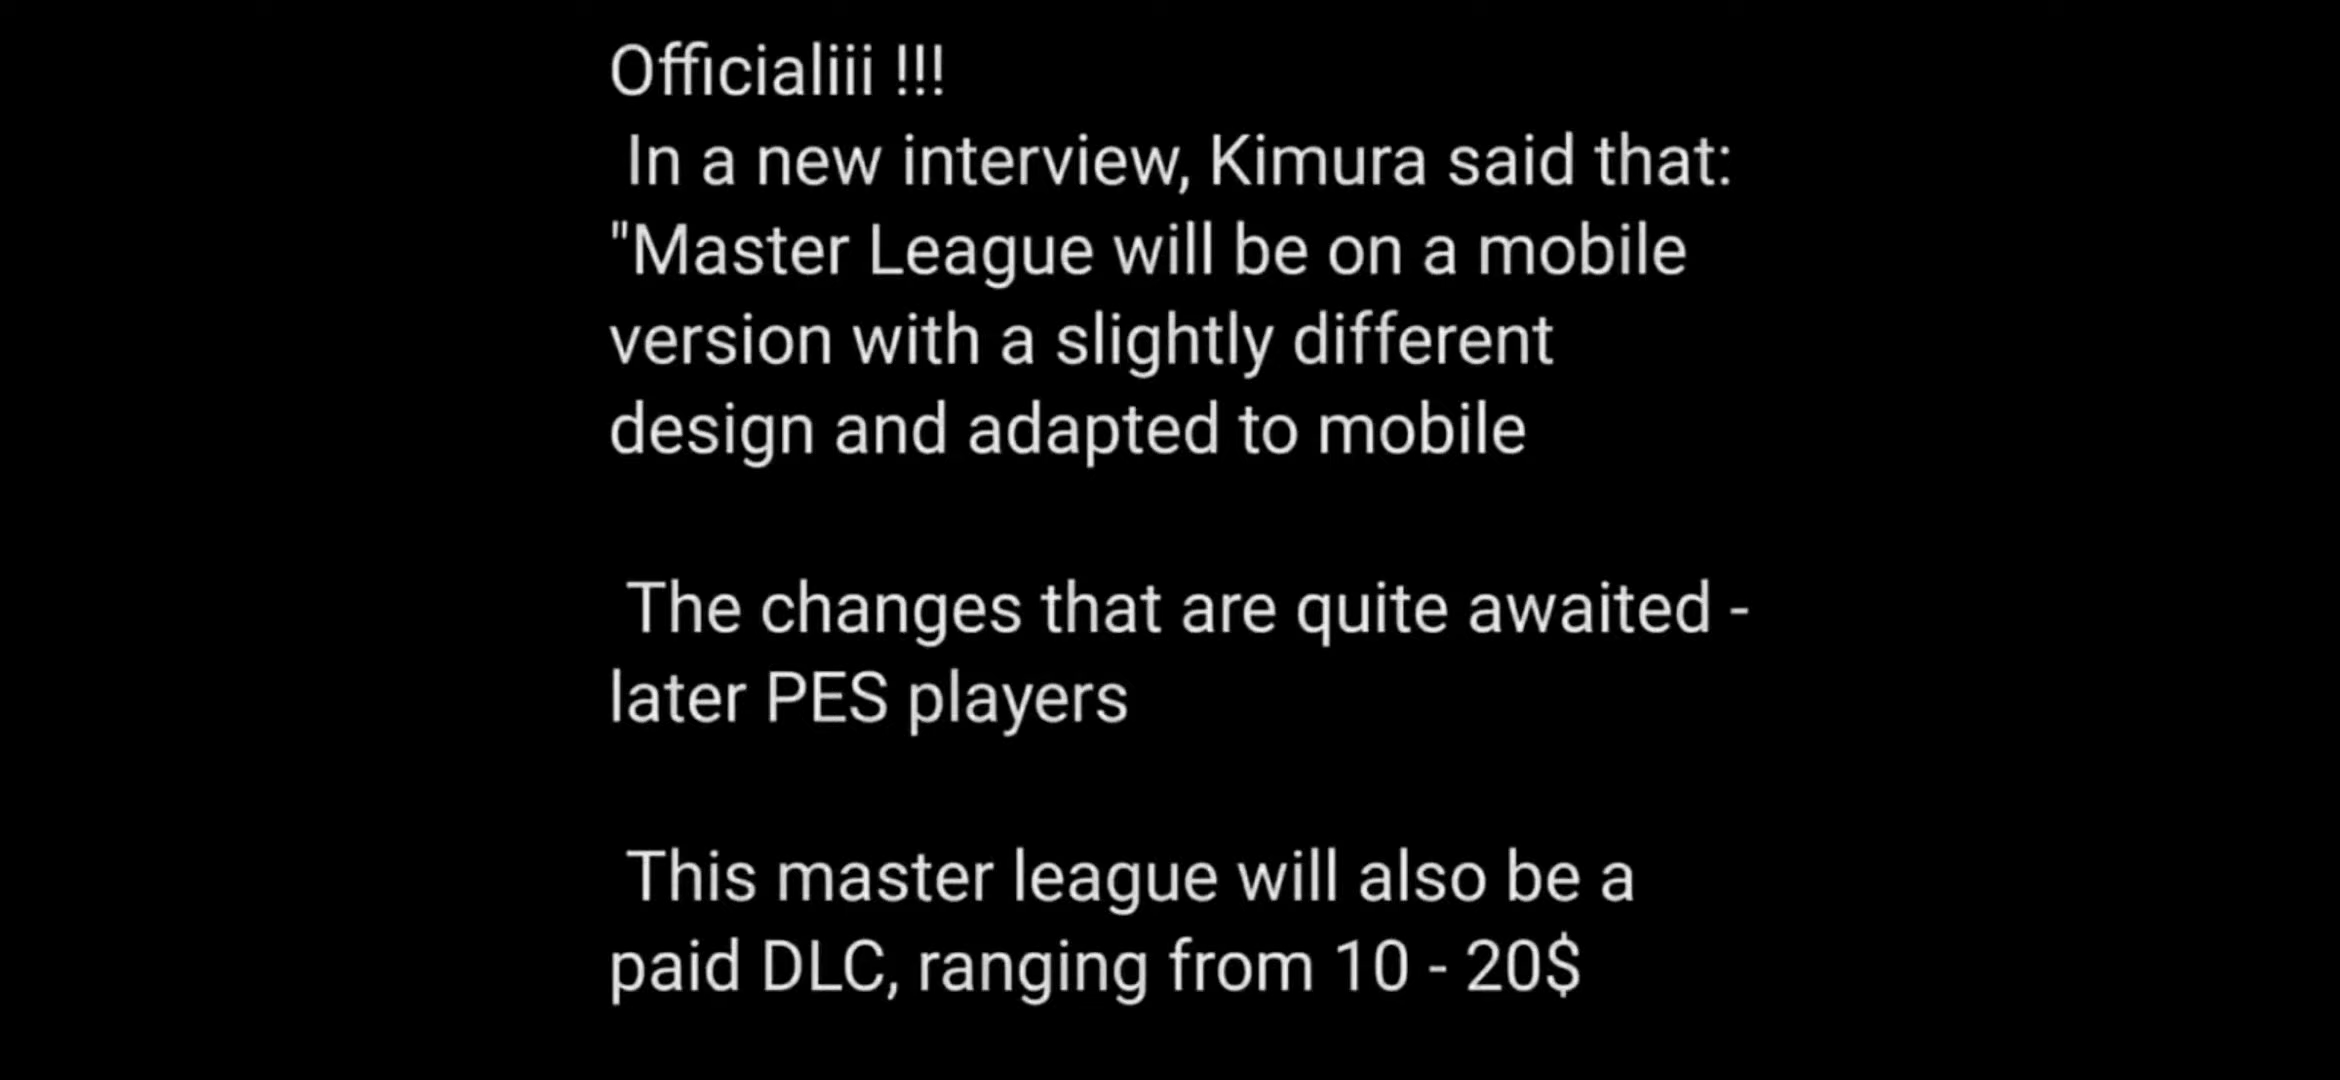 Officialiii !!!
In a new interview, Kimura said that:
"Master League will be on a mobile
version with a slightly different
design and adapted to mobile
The changes that are quite awaited -
later PES players
This master league will also be a
paid DLC, ranging from 10 - 20$